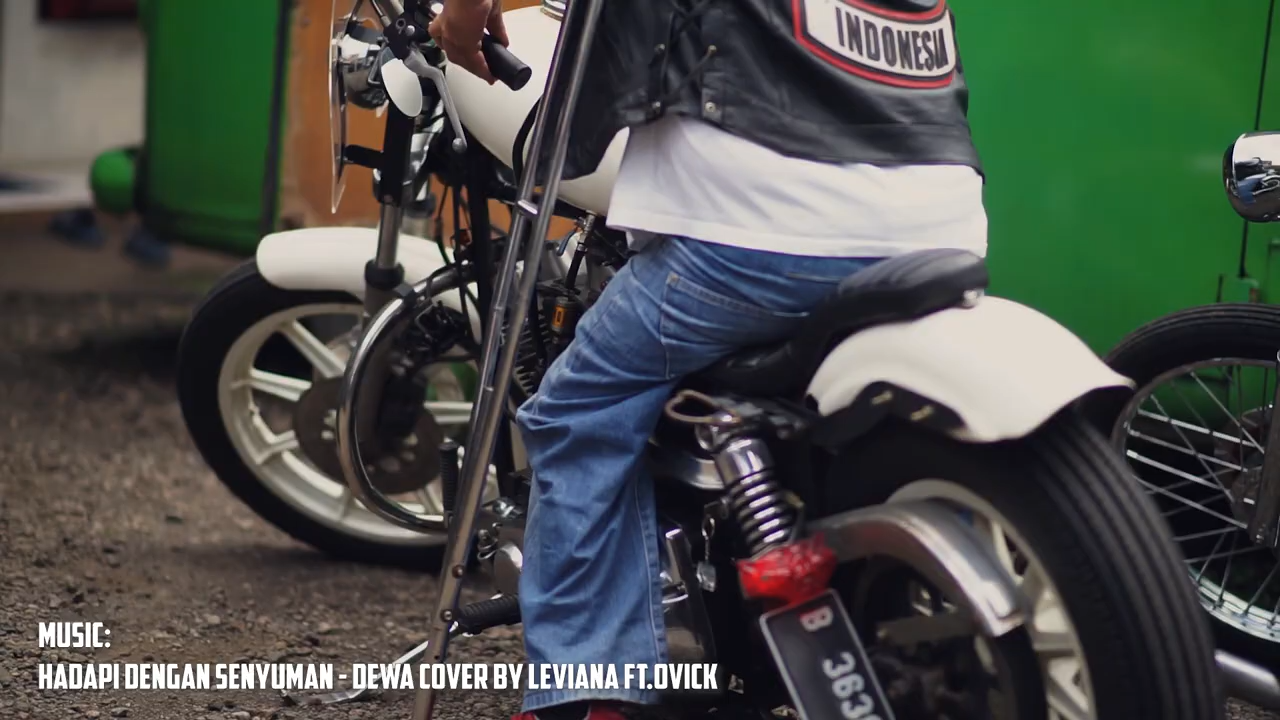 INDONESIA
B
363
MUSIC:
HADAPI DENGAN SENYUMAN - DEWA COVER BY LEVIANA FT.OVICK